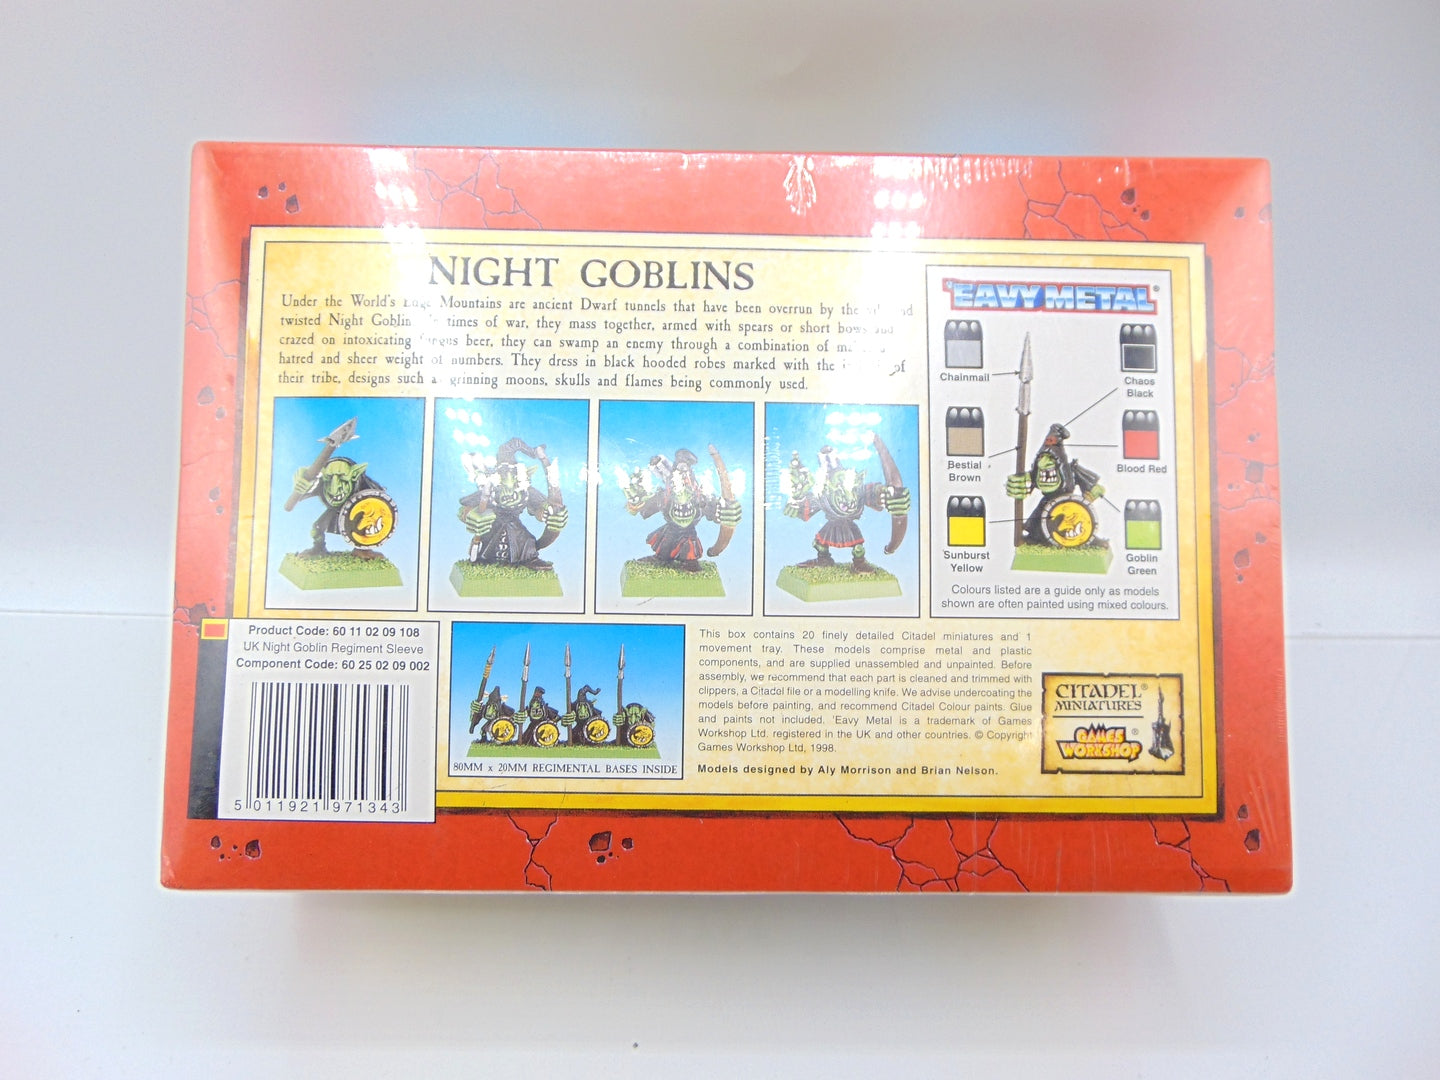 NIGHT GOBLINS
Under the World's Mountains are ancient Dwarf tunnels that have been overrun by the
twisted Night Goblin times of war, they mass together, armed with spears or short bows and
crazed on intoxicating beer, they can swamp an enemy through a combination of
hatred and sheer weight of numbers. They dress in black hooded robes marked with the of
their tribe, designs such grinning moons, skulls and flames being commonly used.
'EAVY METAL®
Chainmail
Chaos
Black
Bestial
Brown
Blood Red
Sunburst
Yellow
Goblin
Green
Colours listed are a guide only as models
shown are often painted using mixed colours.
Product Code: 60 11 02 09 108
UK Night Goblin Regiment Sleeve
Component Code: 60 25 02 09 002
5 011921 971343
80MM x 20MM REGIMENTAL BASES INSIDE
This box contains 20 finely detailed Citadel miniatures and 1
movement tray. These models comprise metal and plastic
components, and are supplied unassembled and unpainted. Before
assembly, we recommend that each part is cleaned and trimmed with
clippers, a Citadel file or a modelling knife. We advise undercoating the
models before painting, and recommend Citadel Colour paints. Glue
and paints not included. 'Eavy Metal is a trademark of Games
Workshop Ltd. registered in the UK and other countries. © Copyright
Games Workshop Ltd, 1998.
Models designed by Aly Morrison and Brian Nelson.
CITADEL®
MINIATURES
GAMES®
WORKSHOP